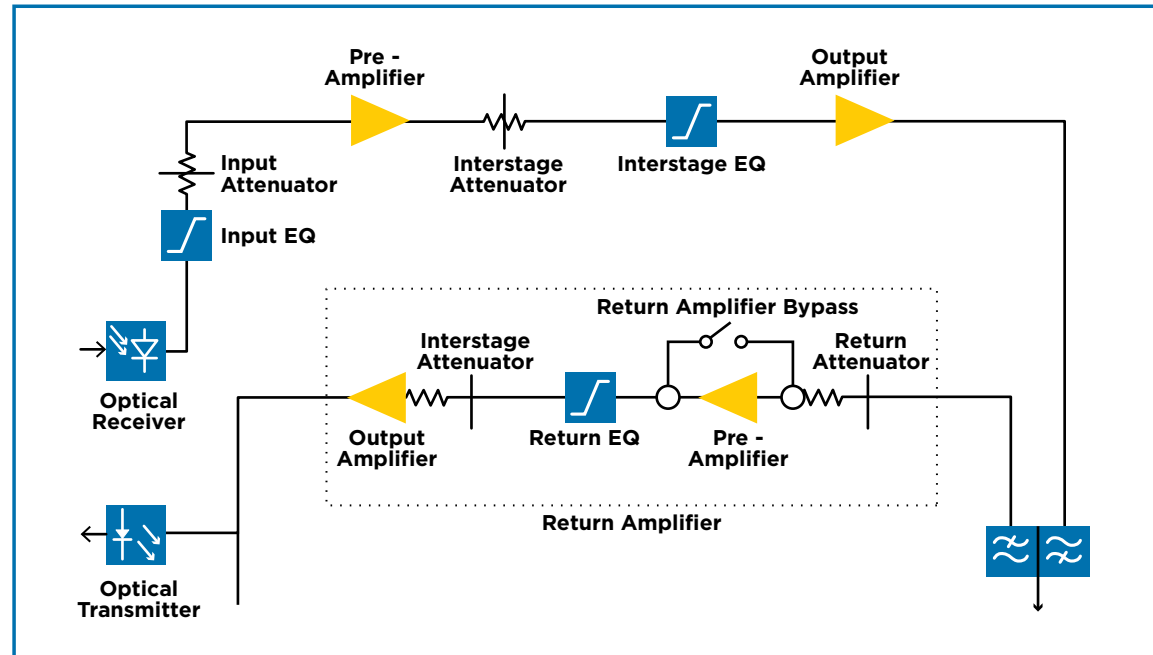 Pre -
Amplifier
Output
Amplifier
Input
Attenuator
Interstage
Attenuator
Interstage EQ
Input EQ
Return Amplifier Bypass
Interstage
Attenuator
Return
Attenuator
Optical
Receiver
Output
Amplifier
Return EQ
Pre -
Amplifier
Return Amplifier
Optical
Transmitter